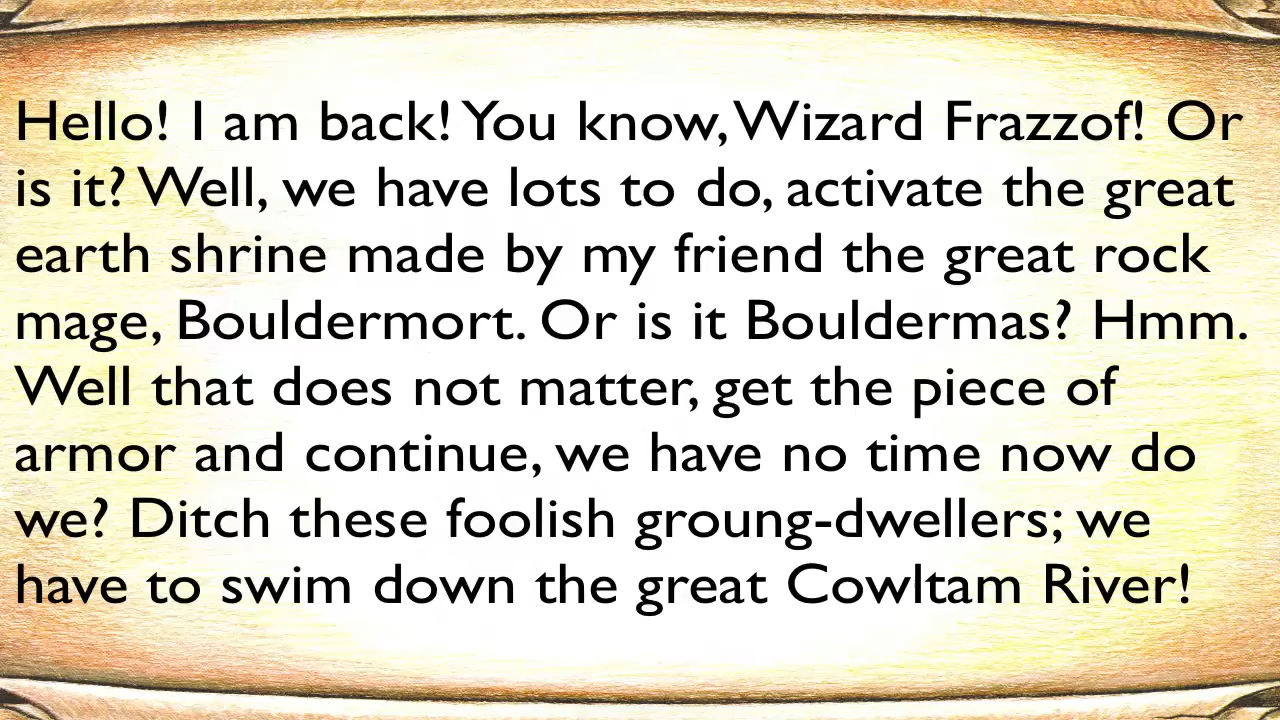 Hello! I am back! You know, Wizard Frazzof! Or
is it? Well, we have lots to do, activate the great
earth shrine made by my friend the great rock
mage, Bouldermort. Or is it Bouldermas? Hmm.
Well that does not matter, get the piece of
armor and continue, we have no time now do
we? Ditch these foolish groung-dwellers; we
have to swim down the great Cowltam River!